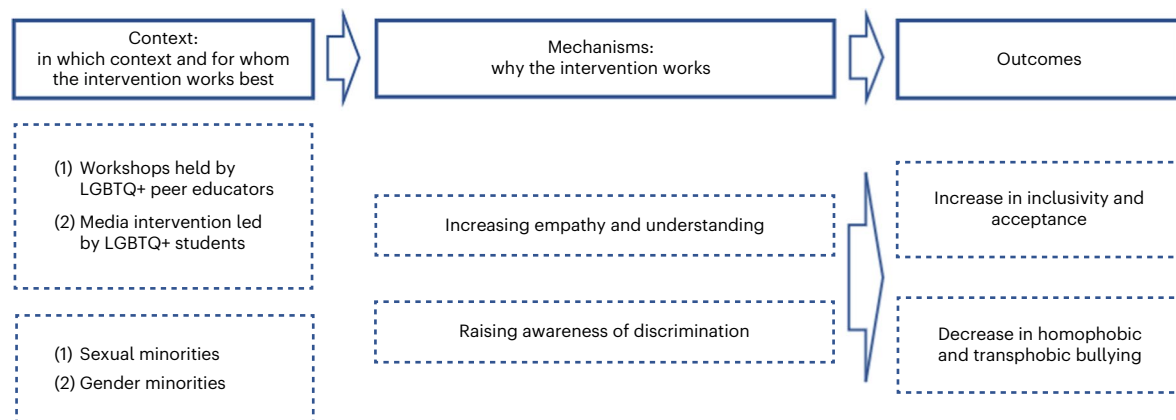 Context:
in which context and for whom
the intervention works best
Mechanisms:
why the intervention works
Outcomes
(1) Workshops held by
LGBTQ+ peer educators
(2) Media intervention led
by LGBTQ+ students
(1) Sexual minorities
(2) Gender minorities
Increasing empathy and understanding
Raising awareness of discrimination
Increase in inclusivity and
acceptance
Decrease in homophobic
and transphobic bullying